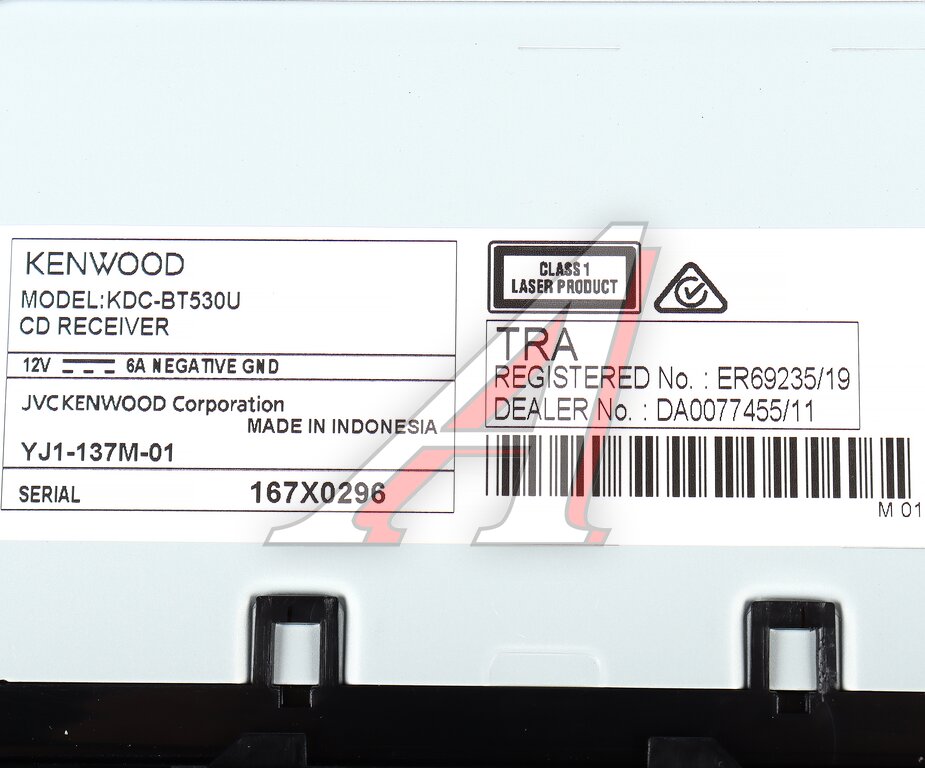 KENWOOD
MODEL:KDC-BT530U
CD RECEIVER
12V 6A NEGATIVE GND
JVCKENWOOD Corporation
MADE IN INDONESIA
YJ1-137M-01
SERIAL 167X0296
CLASS 1
LASER PRODUCT
TRA
REGISTERED No. : ER69235/19
DEALER No. : DA0077455/11
M 01